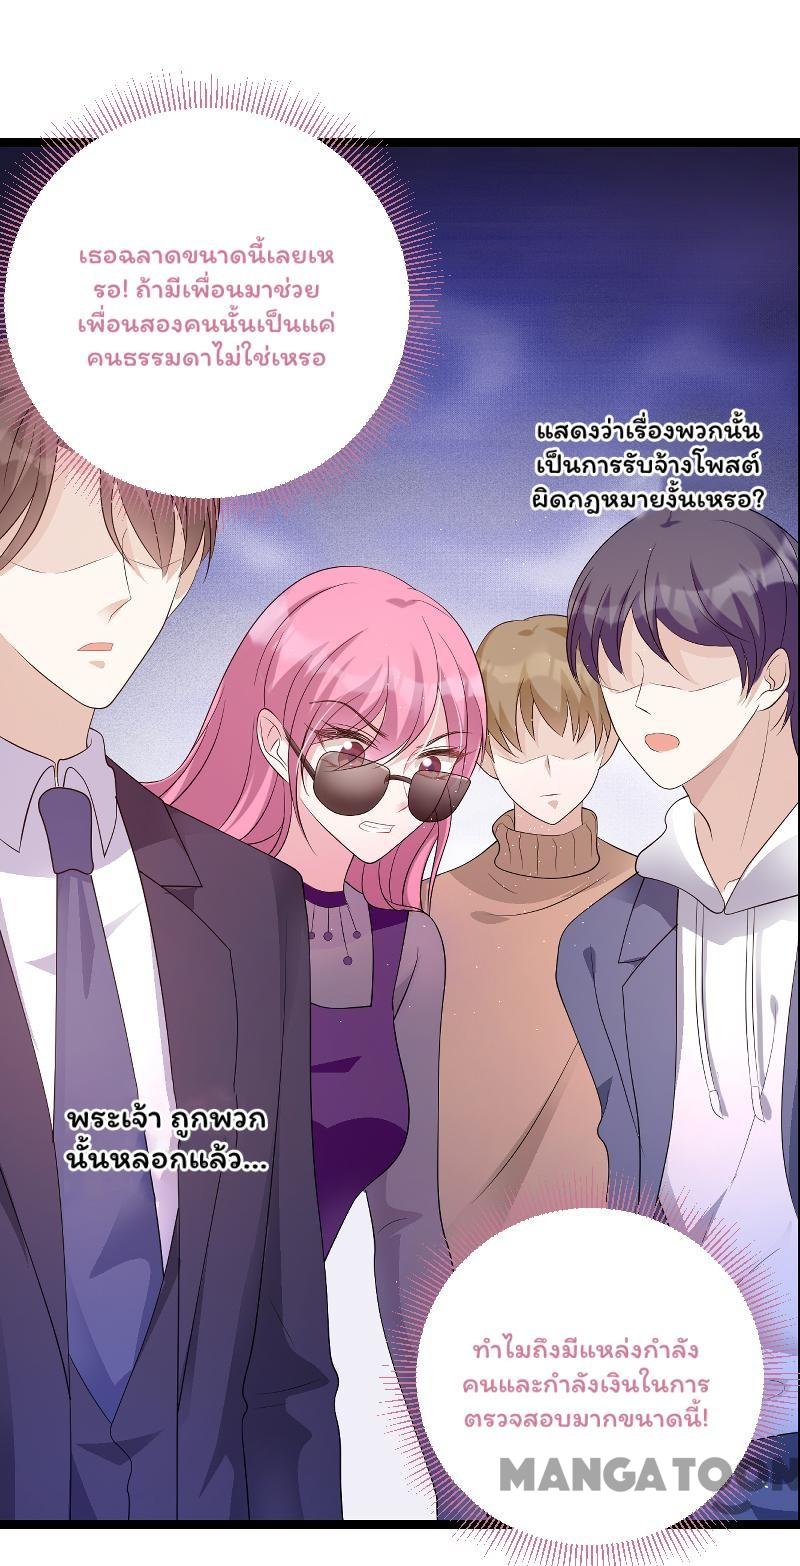 เธอฉลาดขนาดนี้เลยเห
รอ! ถ้ามีเพื่อนมาช่วย
เพื่อนสองคนนั้นเป็นแค่
คนธรรมดาไม่ใช่เหรอ
แสดงว่าเรื่องพวกนั้น
เป็นการรับจ้างโพสต์
ผิดกฎหมายงั้นเหรอ?
พระเจ้า ถูกพวก
นั้นหลอกแล้ว...
ทำไมถึงมีแหล่งกำลัง
คนและกำลังเงินในการ
ตรวจสอบมากขนาดนี้!
MANGATOON